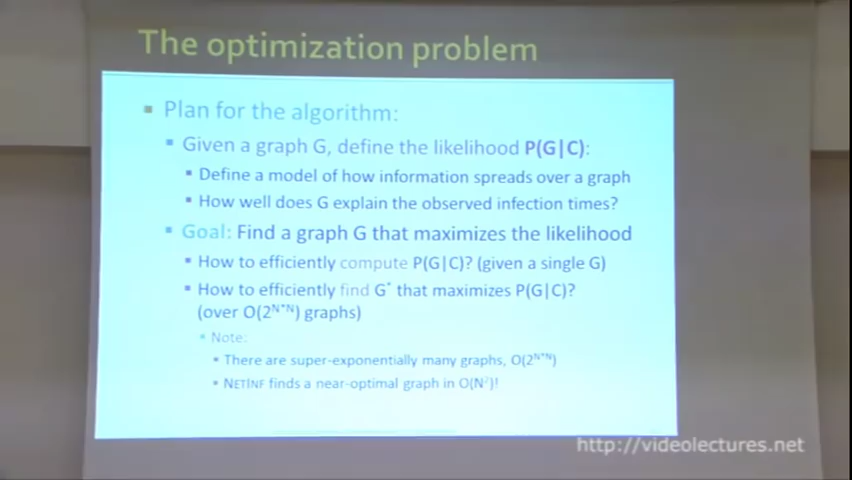 The optimization problem
Plan for the algorithm:
Given a graph G, define the likelihood P(G|C):
Define a model of how information spreads over a graph
How well does G explain the observed infection times?
Goal: Find a graph G that maximizes the likelihood
How to efficiently compute P(G|C)? (given a single G)
How to efficiently find G* that maximizes P(G|C)?
(over O(2^N*N) graphs)
Note:
There are super-exponentially many graphs, O(2^N*N)
NETINF finds a near-optimal graph in O(N²)!
http://videolectures.net